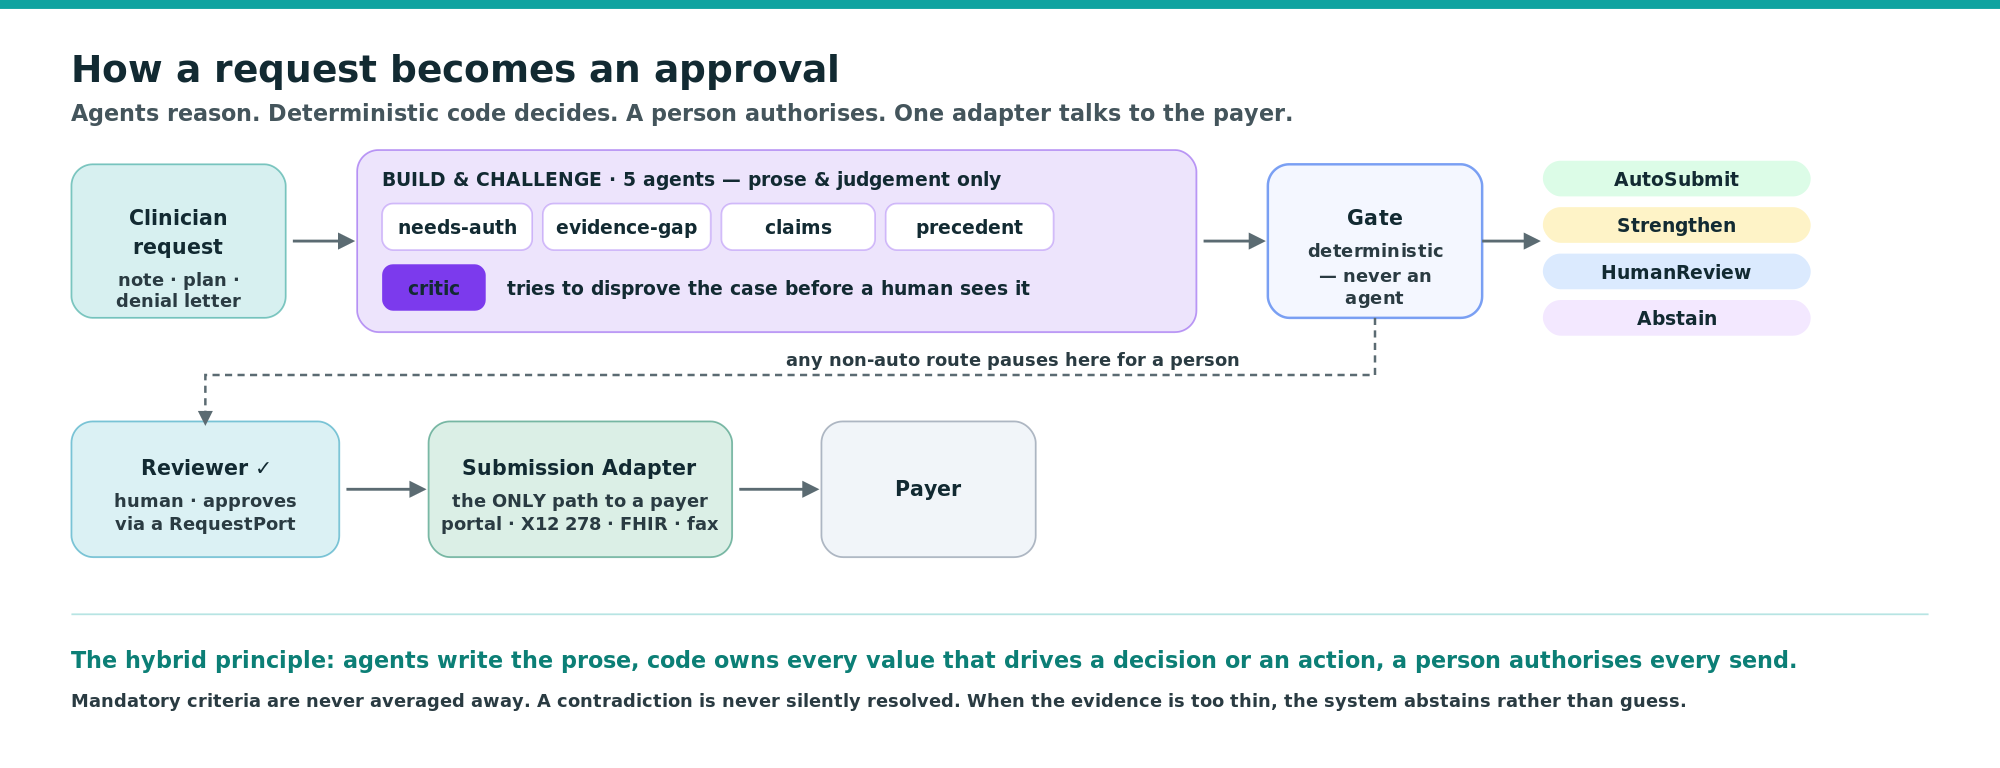 How a request becomes an approval
Agents reason. Deterministic code decides. A person authorises. One adapter talks to the payer.
Clinician
request
note · plan ·
denial letter
BUILD & CHALLENGE · 5 agents — prose & judgement only
needs-auth
evidence-gap
claims
precedent
critic
tries to disprove the case before a human sees it
Gate
deterministic
— never an
agent
AutoSubmit
Strengthen
HumanReview
Abstain
any non-auto route pauses here for a person
Reviewer ✓
human · approves
via a RequestPort
Submission Adapter
the ONLY path to a payer
portal · X12 278 · FHIR · fax
Payer
The hybrid principle: agents write the prose, code owns every value that drives a decision or an action, a person authorises every send.
Mandatory criteria are never averaged away. A contradiction is never silently resolved. When the evidence is too thin, the system abstains rather than guess.